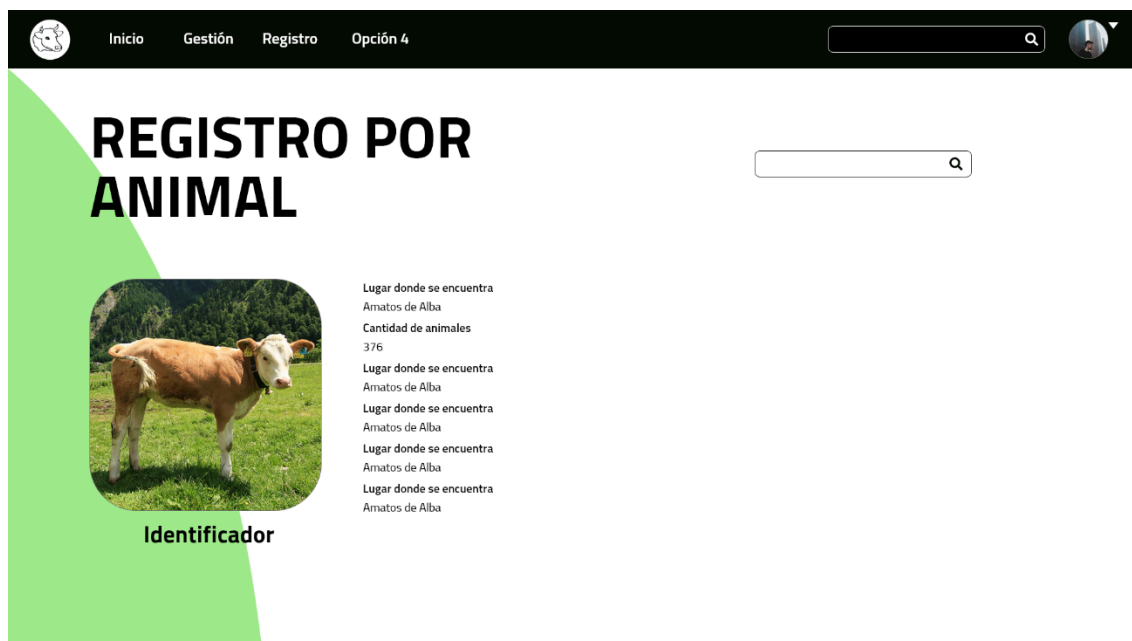 Inicio Gestión Registro Opción 4
REGISTRO POR
ANIMAL
Lugar donde se encuentra
Amatos de Alba
Cantidad de animales
376
Lugar donde se encuentra
Amatos de Alba
Lugar donde se encuentra
Amatos de Alba
Lugar donde se encuentra
Amatos de Alba
Lugar donde se encuentra
Amatos de Alba
Identificador